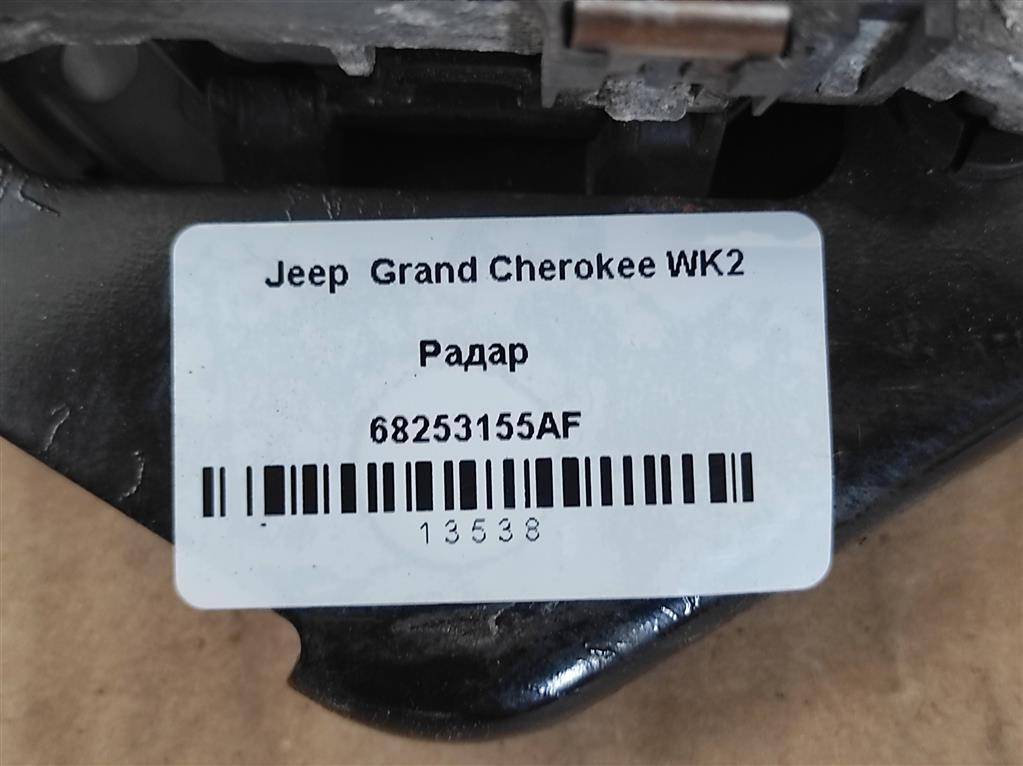 Jeep Grand Cherokee WK2
Радар
68253155AF
13538